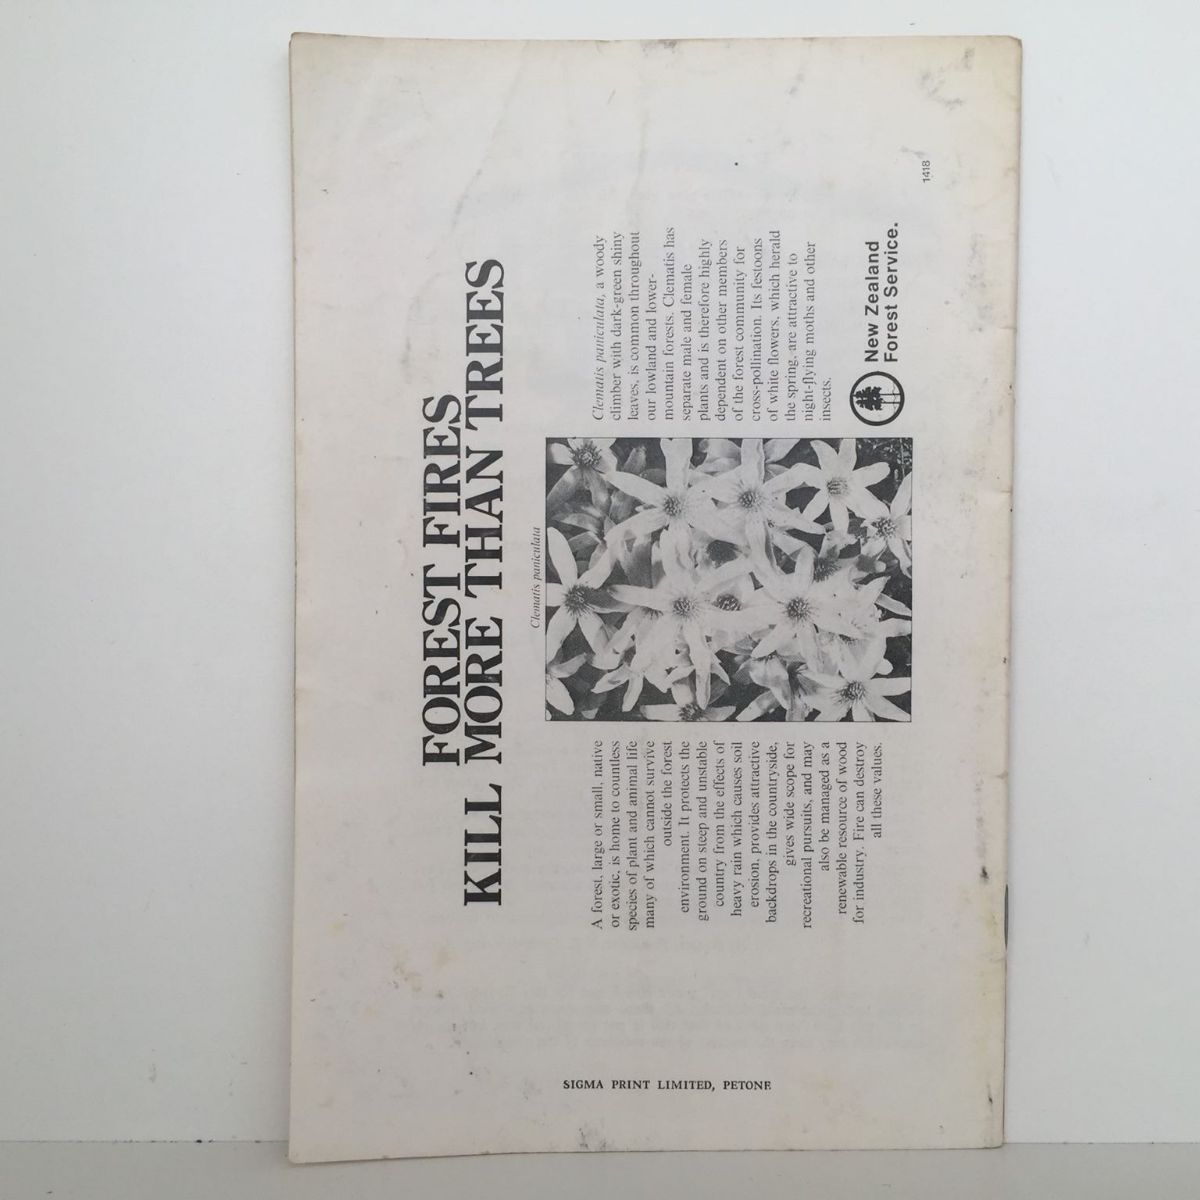 FOREST FIRES
KILL MORE THAN TREES
Clematis paniculata
A forest, large or small, native
or exotic, is home to countless
species of plant and animal life
many of which cannot survive
outside the forest
environment. It protects the
ground on steep and unstable
country from the effects of
heavy rain which causes soil
erosion, provides attractive
backdrops in the countryside,
gives wide scope for
recreational pursuits, and may
also be managed as a
renewable resource of wood
for industry. Fire can destroy
all these values.
Clematis paniculata, a woody
climber with dark-green shiny
leaves, is common throughout
our lowland and lower-
mountain forests. Clematis has
separate male and female
plants and is therefore highly
dependent on other members
of the forest community for
cross-pollination. Its festoons
of white flowers, which herald
the spring, are attractive to
night-flying moths and other
insects.
New Zealand
Forest Service.
1418
SIGMA PRINT LIMITED, PETONE